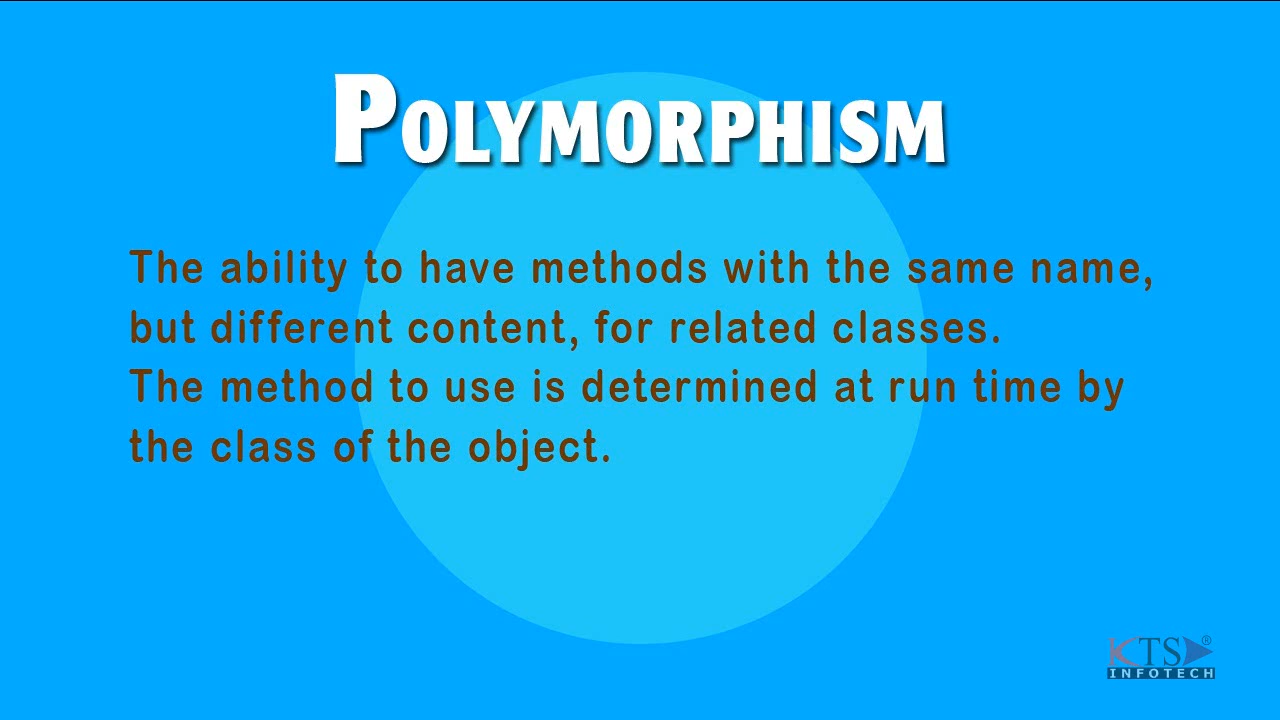 POLYMORPHISM
The ability to have methods with the same name,
but different content, for related classes.
The method to use is determined at run time by
the class of the object.
KTS®
INFOTECH